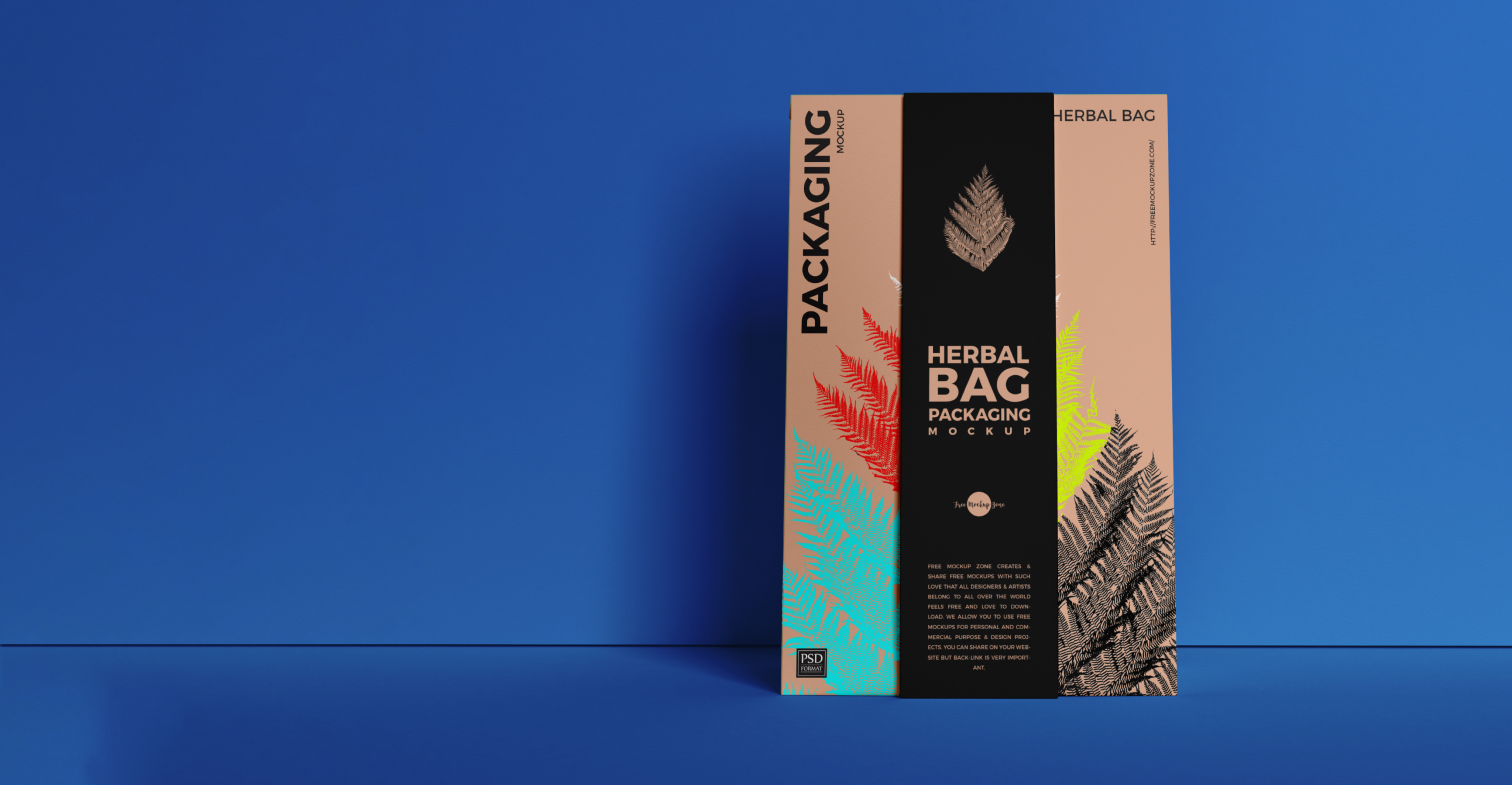 PACKAGING
MOCKUP
HERBAL BAG
HTTP://FREEMOCKUPZONE.COM/
HERBAL
BAG
PACKAGING
MOCKUP
Free Mockup Zone
FREE MOCKUP ZONE CREATES &
SHARE FREE MOCKUPS WITH SUCH
LOVE THAT ALL DESIGNERS & ARTISTS
BELONG TO ALL OVER THE WORLD
FEELS FREE AND LOVE TO DOWN-
LOAD. WE ALLOW YOU TO USE FREE
MOCKUPS FOR PERSONAL AND COM-
MERCIAL PURPOSE & DESIGN PROJ-
ECTS. YOU CAN SHARE ON YOUR WEB-
SITE BUT BACK-LINK IS VERY IMPORT-
ANT.
PSD
FORMAT